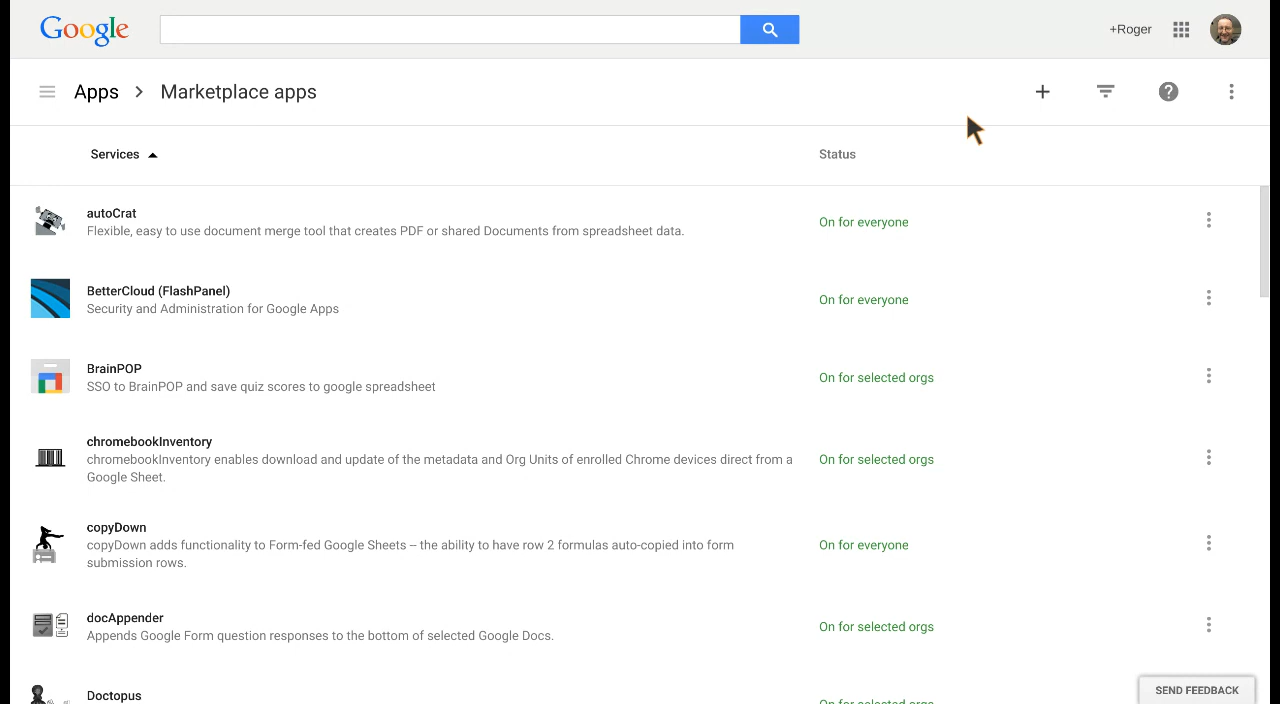 Google
+Roger
Apps > Marketplace apps
Services
Status
autoCrat
Flexible, easy to use document merge tool that creates PDF or shared Documents from spreadsheet data.
On for everyone
BetterCloud (FlashPanel)
Security and Administration for Google Apps
On for everyone
BrainPOP
SSO to BrainPOP and save quiz scores to google spreadsheet
On for selected orgs
chromebookInventory
chromebookInventory enables download and update of the metadata and Org Units of enrolled Chrome devices direct from a
Google Sheet.
On for selected orgs
copyDown
copyDown adds functionality to Form-fed Google Sheets -- the ability to have row 2 formulas auto-copied into form
submission rows.
On for everyone
docAppender
Appends Google Form question responses to the bottom of selected Google Docs.
On for selected orgs
Doctopus
On for selected orgs
SEND FEEDBACK